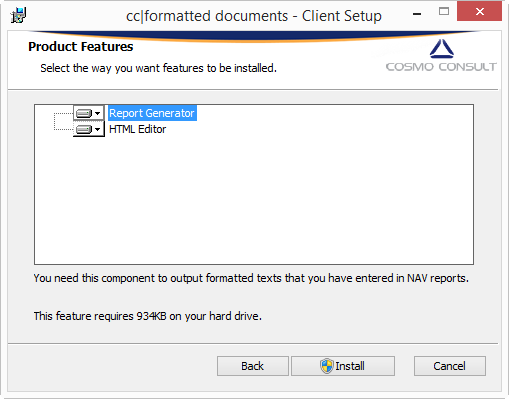 cc|formatted documents - Client Setup
Product Features
Select the way you want features to be installed.
COSMO CONSULT
Report Generator
HTML Editor
You need this component to output formatted texts that you have entered in NAV reports.
This feature requires 934KB on your hard drive.
Back
Install
Cancel